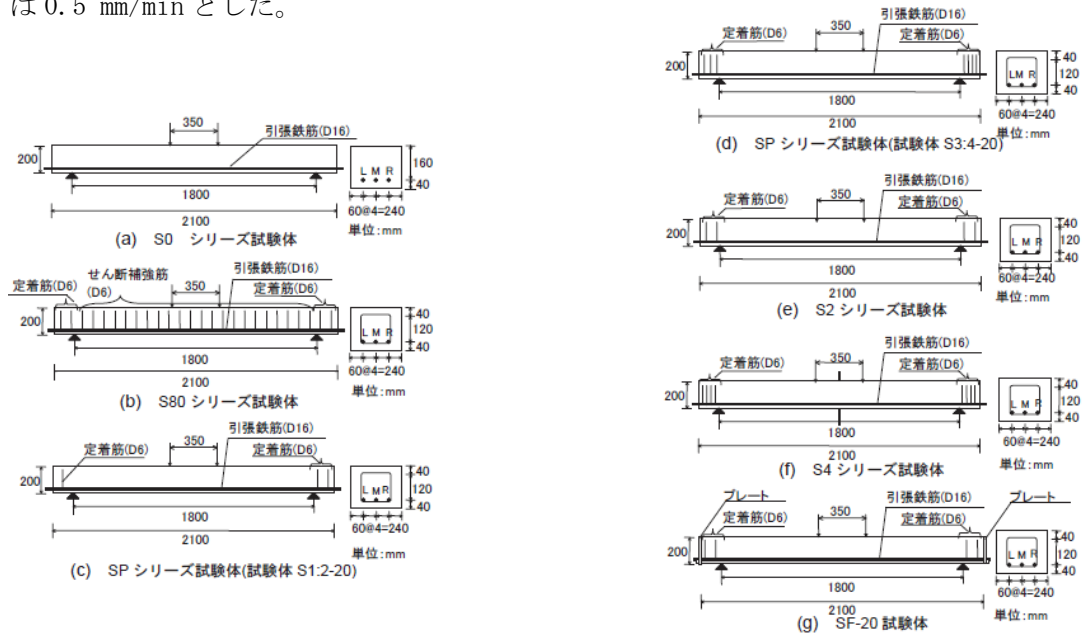 は 0.5 mm/min とした。
350
引張鉄筋(D16)
200
L M R
160
40
1800
60@4=240
2100
単位:mm
(a) S0 シリーズ試験体
定着筋(D6)
せん断補強筋
(D6)
350
引張鉄筋(D16)
定着筋(D6)
200
L M R
40
120
40
1800
60@4=240
2100
単位:mm
(b) S80 シリーズ試験体
定着筋(D6)
350
引張鉄筋(D16)
定着筋(D6)
200
L M R
40
120
40
1800
60@4=240
2100
単位:mm
(c) SP シリーズ試験体(試験体 S1:2-20)
定着筋(D6)
350
引張鉄筋(D16)
定着筋(D6)
200
L M R
40
120
40
1800
60@4=240
2100
単位:mm
(d) SP シリーズ試験体(試験体 S3:4-20)
定着筋(D6)
350
引張鉄筋(D16)
定着筋(D6)
200
L M R
40
120
40
1800
60@4=240
2100
単位:mm
(e) S2 シリーズ試験体
定着筋(D6)
350
引張鉄筋(D16)
定着筋(D6)
200
L M R
40
120
40
1800
60@4=240
2100
単位:mm
(f) S4 シリーズ試験体
プレート
定着筋(D6)
350
引張鉄筋(D16)
定着筋(D6)
プレート
200
L M R
40
120
40
1800
60@4=240
2100
単位:mm
(g) SF-20 試験体